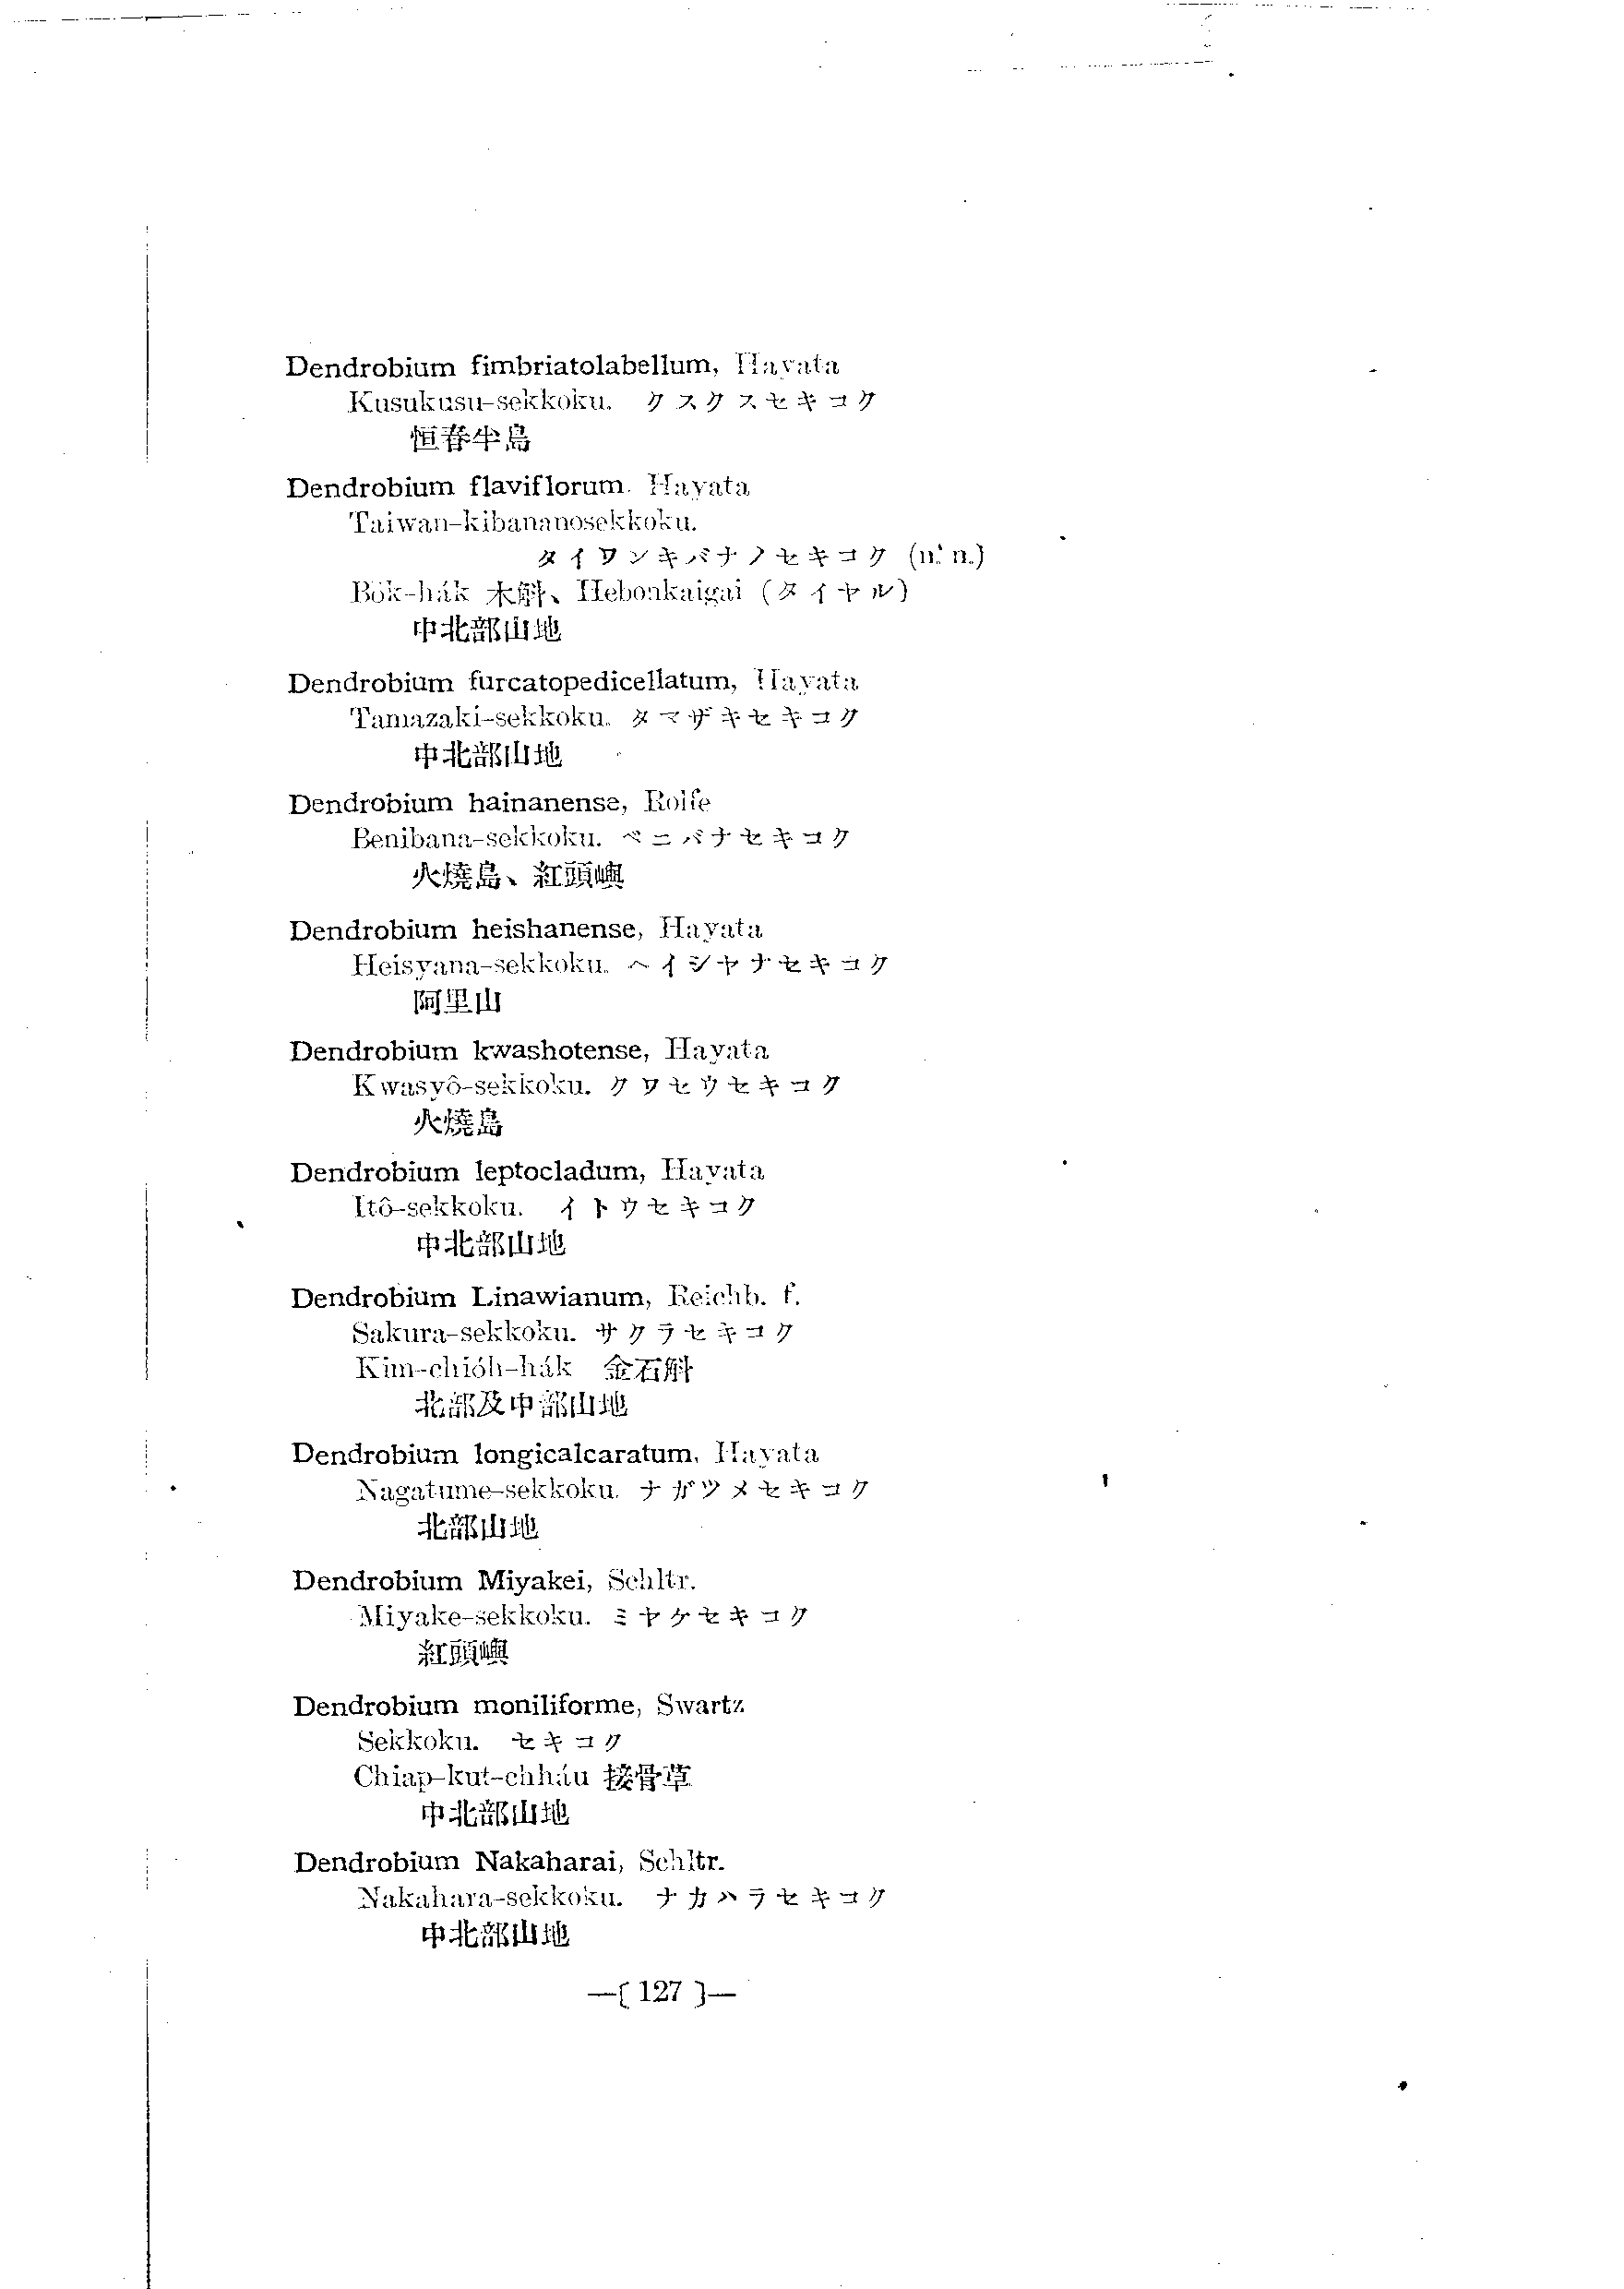 Dendrobium fimbriatolabellum, Hayata
Kusukusu-sekkoku. クスクスセキコク
恒春半島
Dendrobium flaviflorum. Hayata
Taiwan-kibananosekkoku.
タイワンキバナノセキコク (n. n.)
Bók-hák 木斛、Hebonkaigai (タイヤル)
中北部山地
Dendrobium furcatopedicellatum, Hayata
Tamazaki-sekkoku. タマザキセキコク
中北部山地
Dendrobium hainanense, Rolfe
Benibana-sekkoku. ベニバナセキコク
火燒島、紅頭嶼
Dendrobium heishanense, Hayata
Heisyana-sekkoku. ヘイシヤナセキコク
阿里山
Dendrobium kwashotense, Hayata
Kwasyô-sekkoku. クワセウセキコク
火燒島
Dendrobium leptocladum, Hayata
Itô-sekkoku. イトウセキコク
中北部山地
Dendrobium Linawianum, Reichb. f.
Sakura-sekkoku. サクラセキコク
Kim-chióh-hák 金石斛
北部及中部山地
Dendrobium longicalcaratum, Hayata
Nagatume-sekkoku. ナガツメセキコク
北部山地
Dendrobium Miyakei, Schltr.
Miyake-sekkoku. ミヤケセキコク
紅頭嶼
Dendrobium moniliforme, Swartz
Sekkoku. セキコク
Chiap-kut-chháu 接骨草
中北部山地
Dendrobium Nakaharai, Schltr.
Nakahara-sekkoku. ナカハラセキコク
中北部山地
—[ 127 ]—